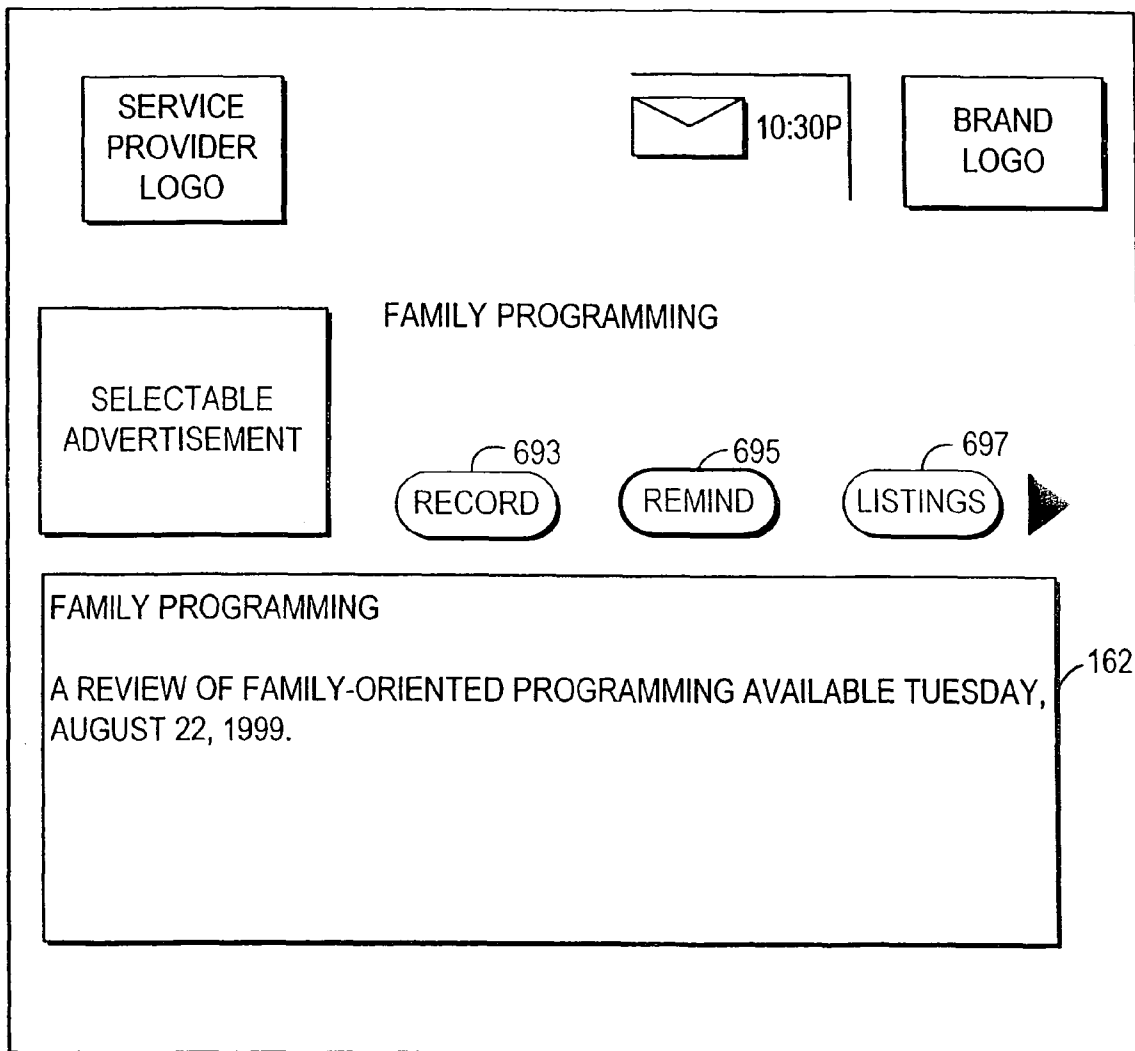 SERVICE
PROVIDER
LOGO
10:30P
BRAND
LOGO
FAMILY PROGRAMMING
SELECTABLE
ADVERTISEMENT
693
695
697
RECORD
REMIND
LISTINGS
FAMILY PROGRAMMING
162
A REVIEW OF FAMILY-ORIENTED PROGRAMMING AVAILABLE TUESDAY,
AUGUST 22, 1999.